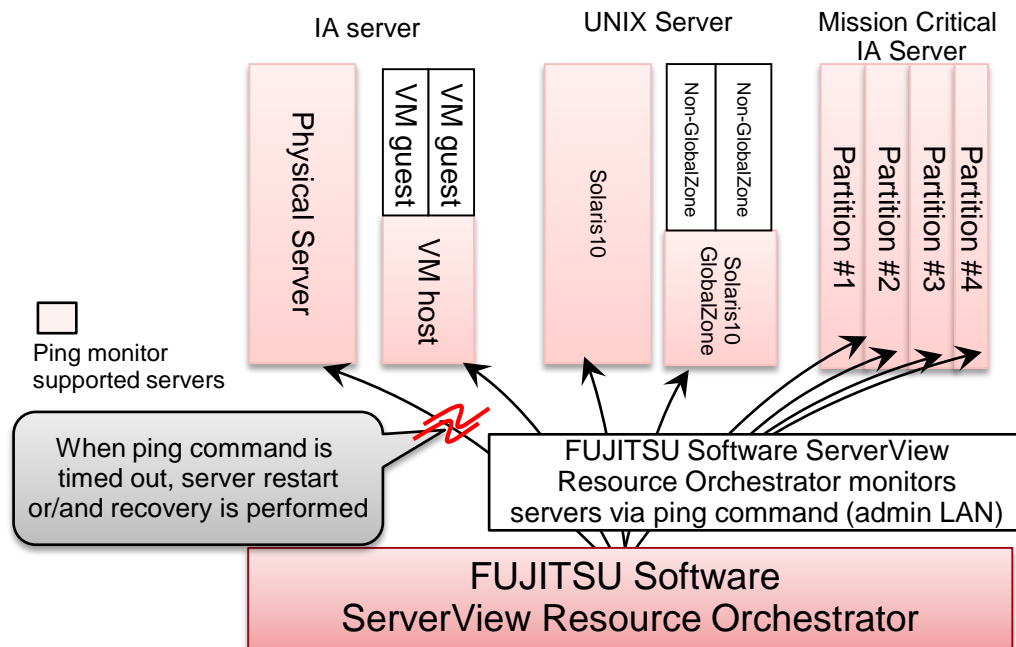 IA server
UNIX Server
Mission Critical
IA Server
Physical Server
VM guest
VM guest
VM host
Solaris10
Non-GlobalZone
Non-GlobalZone
Solaris10
GlobalZone
Partition #1
Partition #2
Partition #3
Partition #4
Ping monitor
supported servers
When ping command is
timed out, server restart
or/and recovery is performed
FUJITSU Software ServerView
Resource Orchestrator monitors
servers via ping command (admin LAN)
FUJITSU Software
ServerView Resource Orchestrator